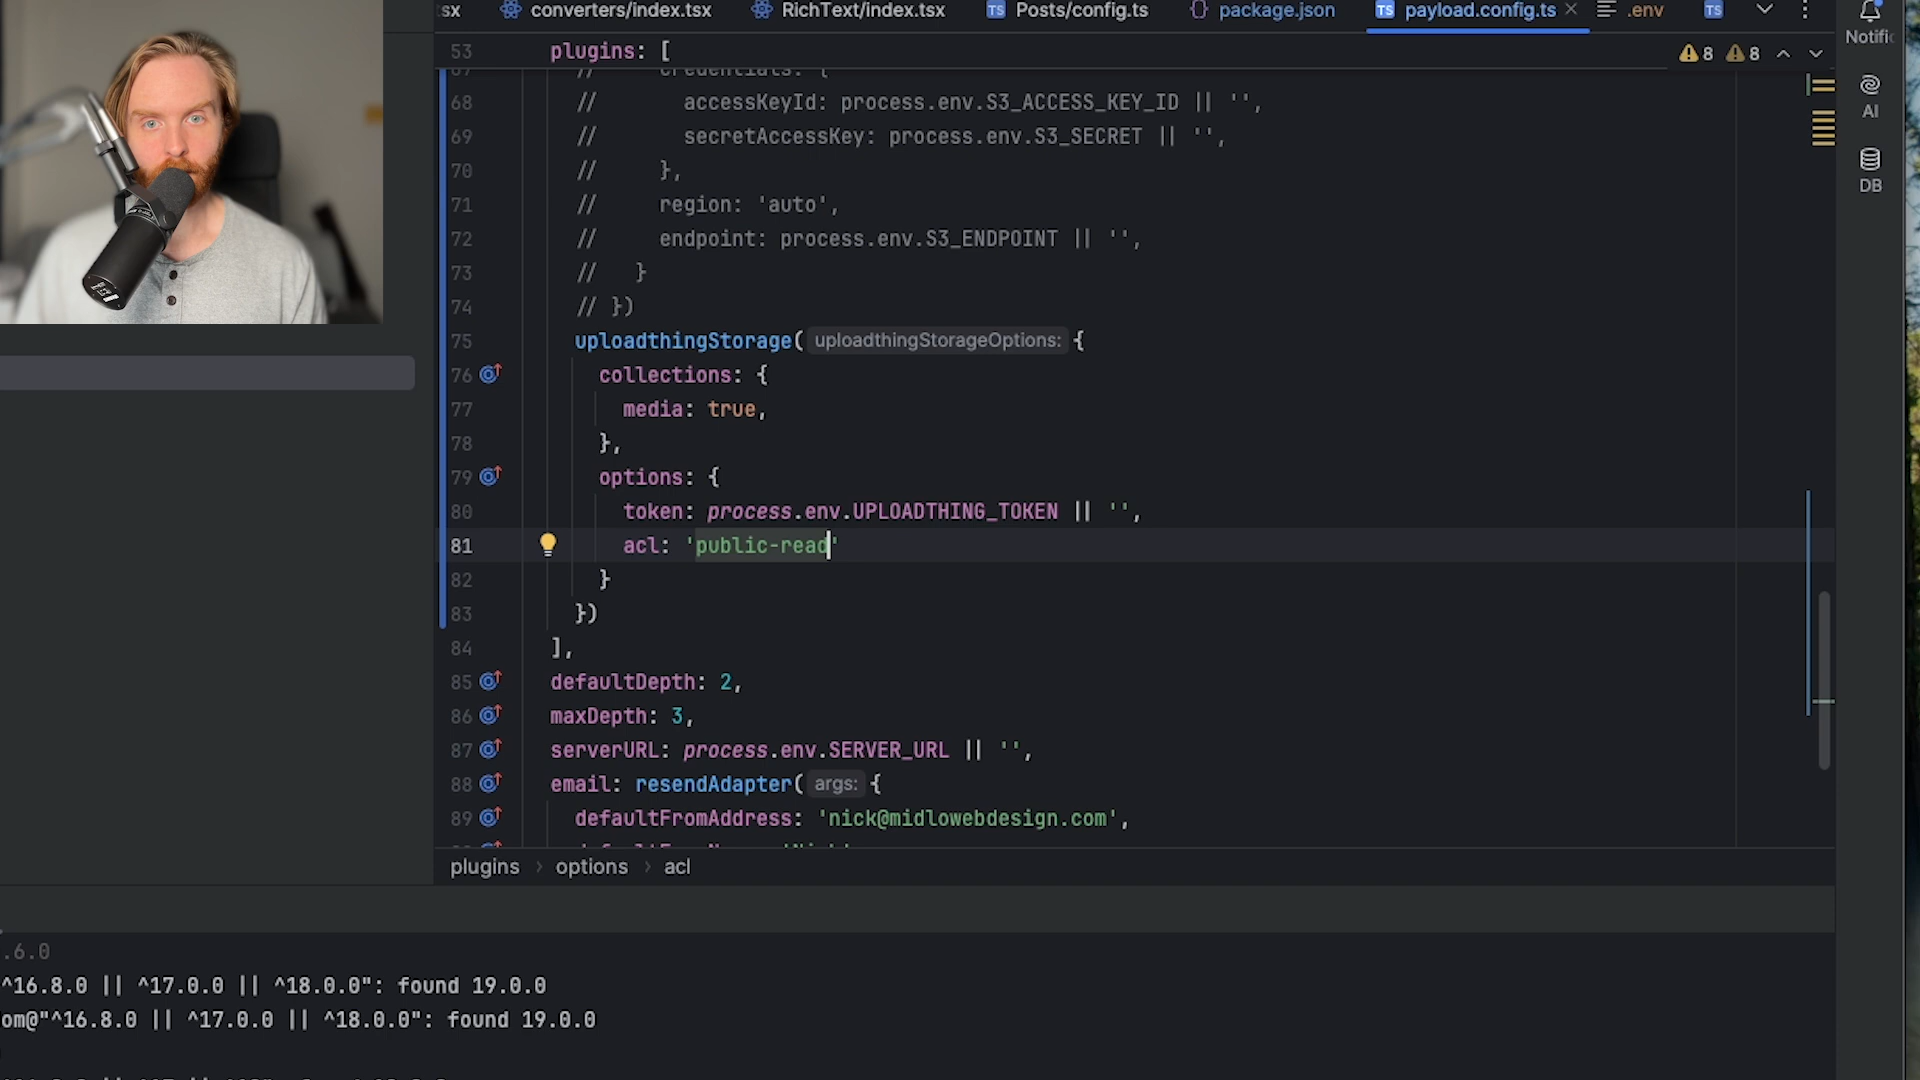 tsx converters/index.tsx RichText/index.tsx TS Posts/config.ts {} package.json TS payload.config.ts .env TS
Notific
53 plugins: [ 8 8
67 // credentials: {
68 // accessKeyId: process.env.S3_ACCESS_KEY_ID || '',
69 // secretAccessKey: process.env.S3_SECRET || '',
70 // },
71 // region: 'auto',
72 // endpoint: process.env.S3_ENDPOINT || '',
73 // }
74 // })
75 uploadthingStorage( uploadthingStorageOptions: {
76 collections: {
77 media: true,
78 },
79 options: {
80 token: process.env.UPLOADTHING_TOKEN || '',
81 acl: 'public-read'
82 }
83 })
84 ],
85 defaultDepth: 2,
86 maxDepth: 3,
87 serverURL: process.env.SERVER_URL || '',
88 email: resendAdapter( args: {
89 defaultFromAddress: 'nick@midlowebdesign.com',
AI
DB
plugins › options › acl
.6.0
^16.8.0 || ^17.0.0 || ^18.0.0": found 19.0.0
om@"^16.8.0 || ^17.0.0 || ^18.0.0": found 19.0.0